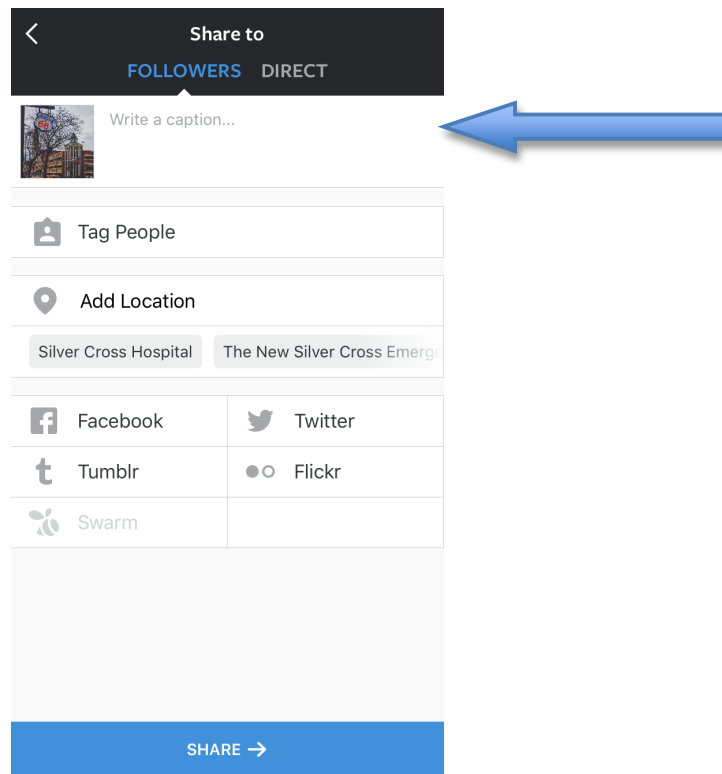 Share to
FOLLOWERS DIRECT
Write a caption...
Tag People
Add Location
Silver Cross Hospital The New Silver Cross Emerge
Facebook Twitter
Tumblr Flickr
Swarm
SHARE